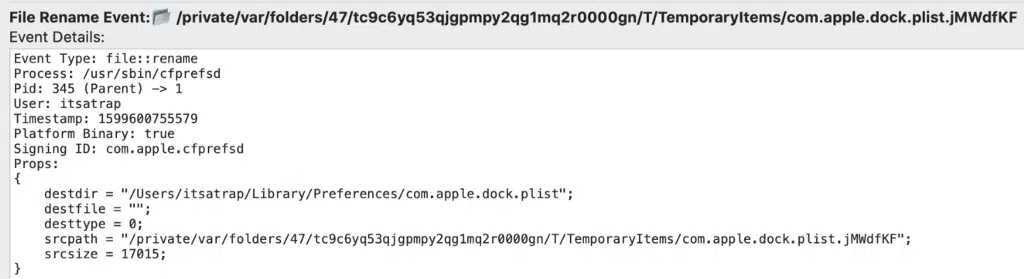 File Rename Event: /private/var/folders/47/tc9c6yq53qjgpmpy2qg1mq2r0000gn/T/TemporaryItems/com.apple.dock.plist.jMWdfKF
Event Details:
Event Type: file::rename
Process: /usr/sbin/cfprefsd
Pid: 345 (Parent) -> 1
User: itsatrap
Timestamp: 1599600755579
Platform Binary: true
Signing ID: com.apple.cfprefsd
Props:
{
    destdir = "/Users/itsatrap/Library/Preferences/com.apple.dock.plist";
    destfile = "";
    desttype = 0;
    srcpath = "/private/var/folders/47/tc9c6yq53qjgpmpy2qg1mq2r0000gn/T/TemporaryItems/com.apple.dock.plist.jMWdfKF";
    srcsize = 17015;
}